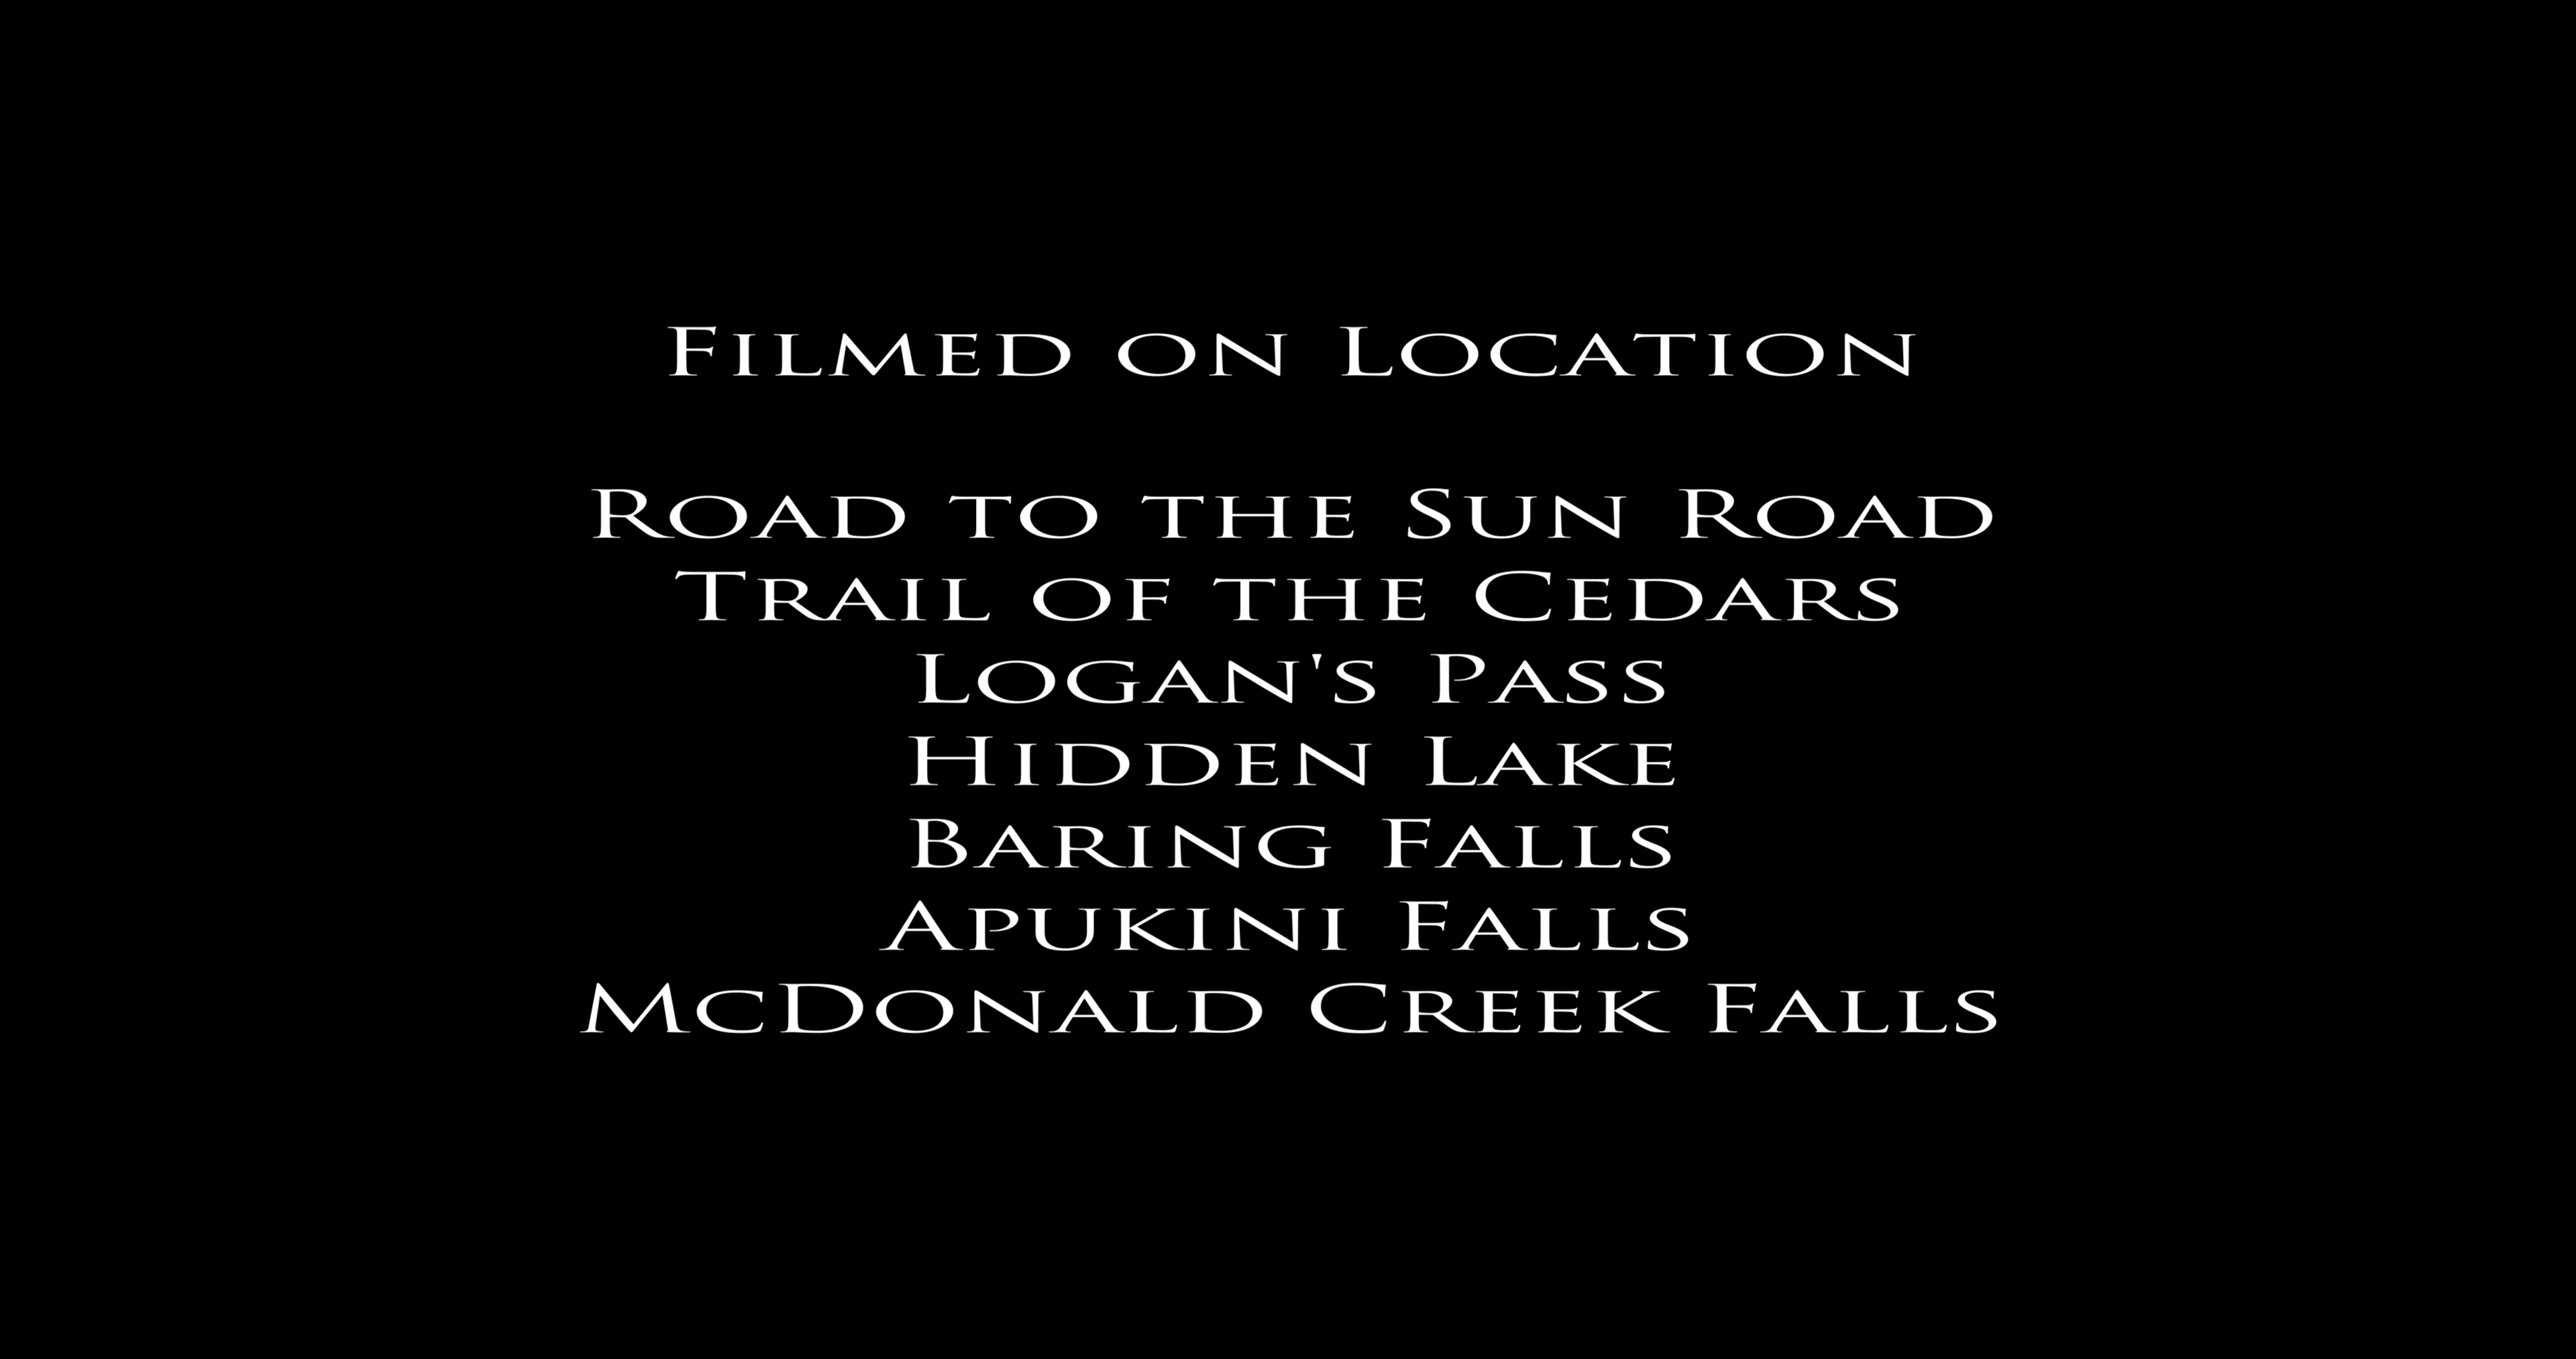 Filmed on Location
Road to the Sun Road
Trail of the Cedars
Logan's Pass
Hidden Lake
Baring Falls
Apukini Falls
McDonald Creek Falls